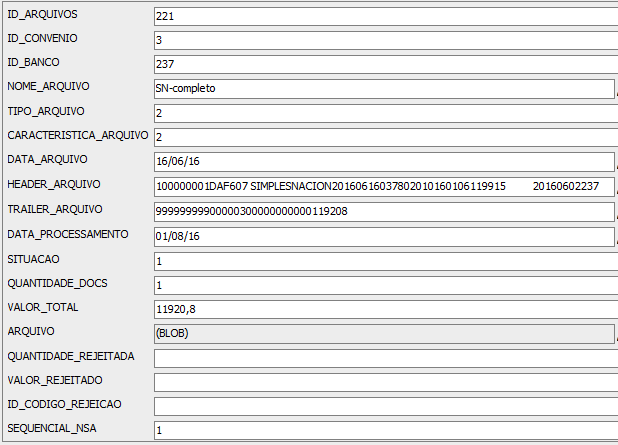 ID_ARQUIVOS 221
ID_CONVENIO 3
ID_BANCO 237
NOME_ARQUIVO SN-completo
TIPO_ARQUIVO 2
CARACTERISTICA_ARQUIVO 2
DATA_ARQUIVO 16/06/16
HEADER_ARQUIVO 100000001DAF607 SIMPLESNACION2016061603780201016010611991​5 20160602237
TRAILER_ARQUIVO 99999999900000300000000000119208
DATA_PROCESSAMENTO 01/08/16
SITUACAO 1
QUANTIDADE_DOCS 1
VALOR_TOTAL 11920,8
ARQUIVO (BLOB)
QUANTIDADE_REJEITADA
VALOR_REJEITADO
ID_CODIGO_REJEICAO
SEQUENCIAL_NSA 1